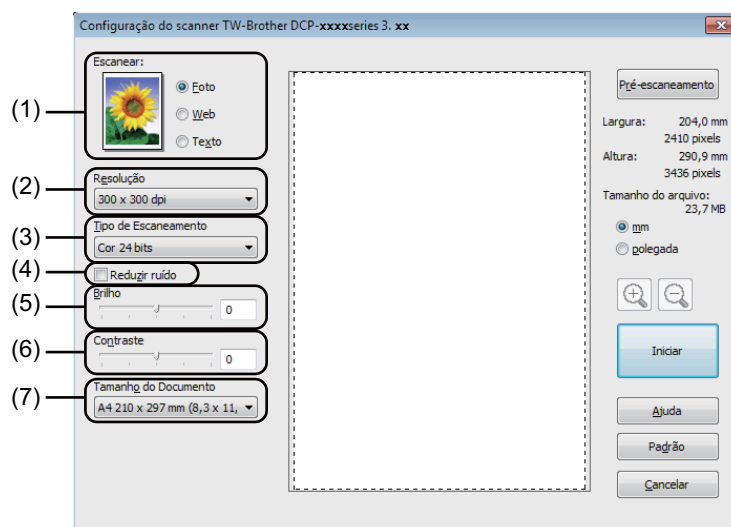 Configuração do scanner TW-Brother DCP-xxxxseries 3. xx
Escanear:
(1)
Foto
Web
Texto
(2)
Resolução
300 x 300 dpi
(3)
Tipo de Escaneamento
Cor 24 bits
(4)
Reduzir ruído
(5)
Brilho
0
(6)
Contraste
0
(7)
Tamanho do Documento
A4 210 x 297 mm (8,3 x 11,
Pré-escaneamento
Largura: 204,0 mm
2410 pixels
Altura: 290,9 mm
3436 pixels
Tamanho do arquivo:
23,7 MB
mm
polegada
Iniciar
Ajuda
Padrão
Cancelar